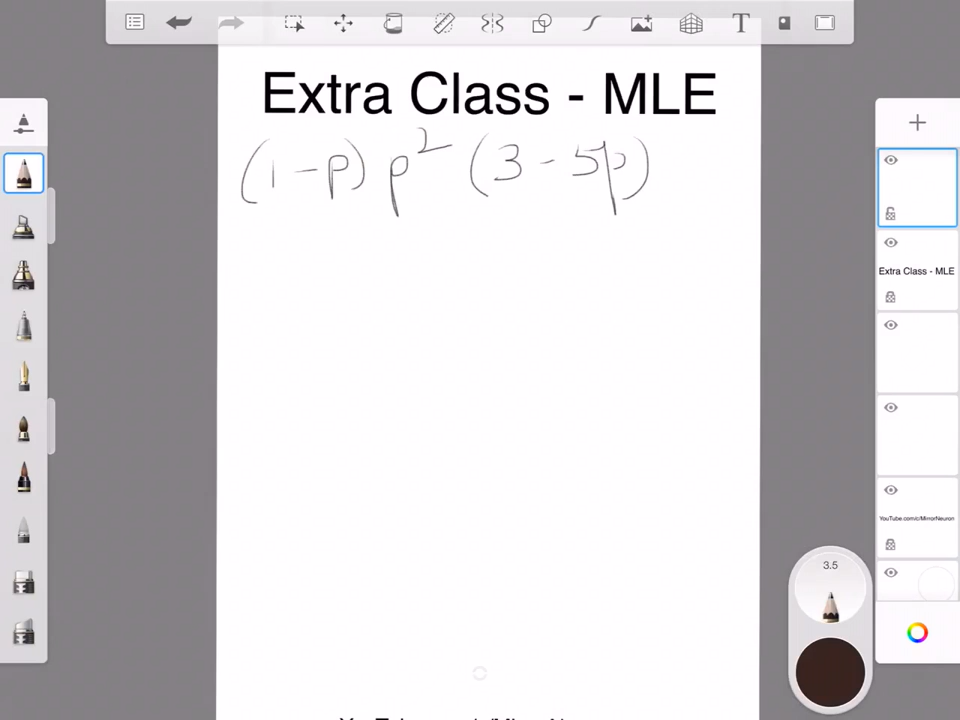 Extra Class - MLE
(1-p) p² (3-5p)
Extra Class - MLE
YouTube.com/c/MirrorNeuron
3.5